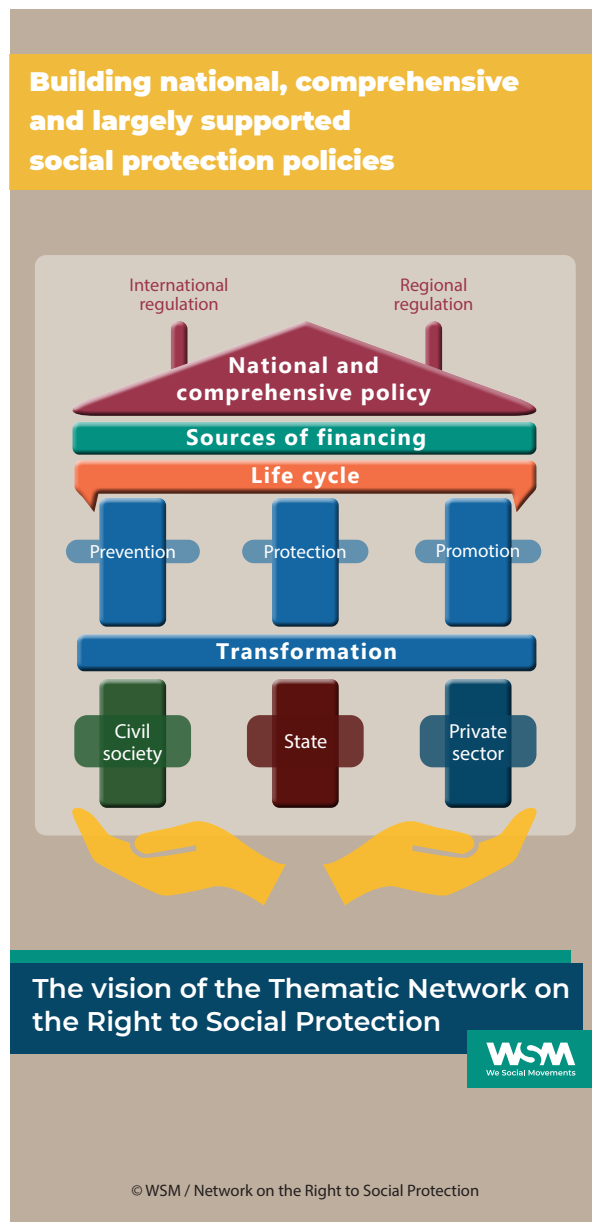 Building national, comprehensive
and largely supported
social protection policies
International
regulation
Regional
regulation
National and
comprehensive policy
Sources of financing
Life cycle
Prevention
Protection
Promotion
Transformation
Civil
society
State
Private
sector
The vision of the Thematic Network on
the Right to Social Protection
WSM
We Social Movements
© WSM / Network on the Right to Social Protection